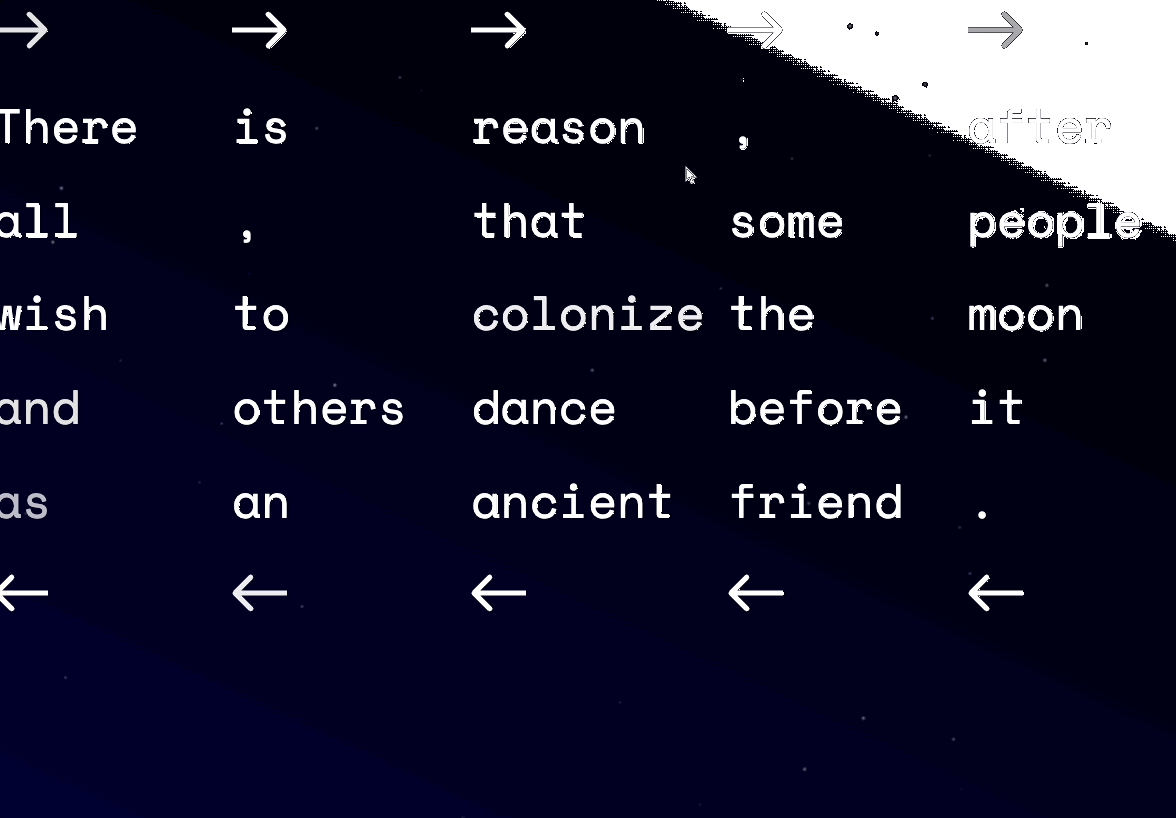 → → → → →
There is reason , after
all , that some people
wish to colonize the moon
and others dance before it
as an ancient friend .
← ← ← ← ←